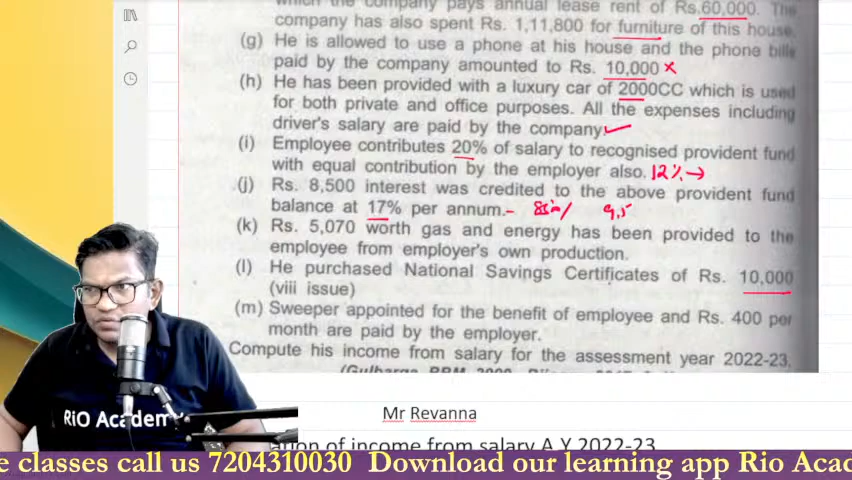 which the company pays annual lease rent of Rs.60,000. The
company has also spent Rs. 1,11,800 for furniture of this house.
(g) He is allowed to use a phone at his house and the phone bills
paid by the company amounted to Rs. 10,000 ×
(h) He has been provided with a luxury car of 2000CC which is used
for both private and office purposes. All the expenses including
driver's salary are paid by the company.
(i) Employee contributes 20% of salary to recognised provident fund
with equal contribution by the employer also. 12% →
(j) Rs. 8,500 interest was credited to the above provident fund
balance at 17% per annum. 9.5
(k) Rs. 5,070 worth gas and energy has been provided to the
employee from employer's own production.
(l) He purchased National Savings Certificates of Rs. 10,000
(viii issue)
(m) Sweeper appointed for the benefit of employee and Rs. 400 per
month are paid by the employer.
Compute his income from salary for the assessment year 2022-23.
RiO Academy
Mr Revanna
ation of income from salary A Y 2022-23
e classes call us 7204310030 Download our learning app Rio Aca